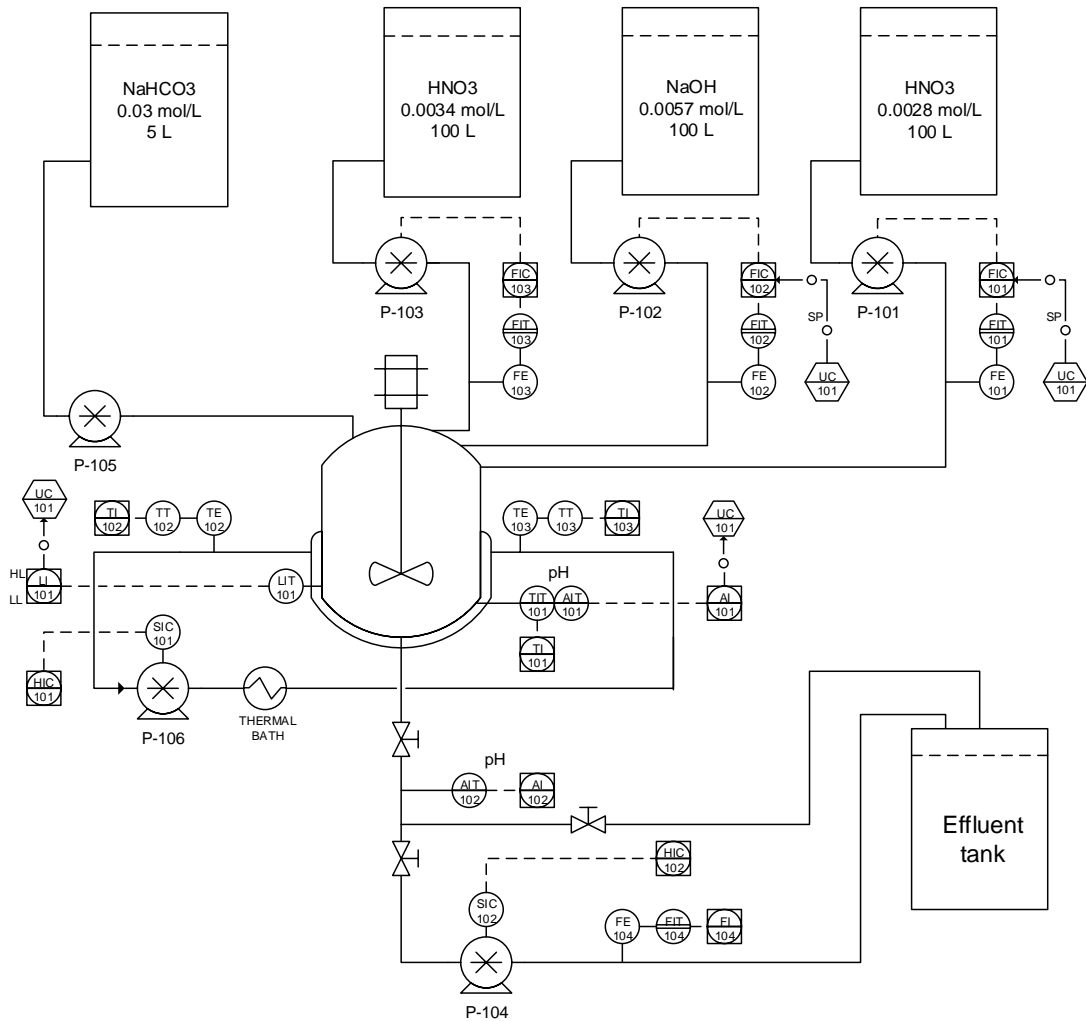 NaHCO3
0.03 mol/L
5 L
HNO3
0.0034 mol/L
100 L
NaOH
0.0057 mol/L
100 L
HNO3
0.0028 mol/L
100 L
P-103
FIC
103
FIT
103
FE
103
P-102
FIC
102
FIT
102
FE
102
SP
UC
101
P-101
FIC
101
FIT
101
FE
101
SP
UC
101
P-105
UC
101
TI
102
TT
102
TE
102
TE
103
TT
103
TI
103
UC
101
HL
LL
LI
101
LIT
101
pH
TIT
101
AIT
101
AI
101
TI
101
SIC
101
HIC
101
P-106
THERMAL
BATH
pH
AIT
102
AI
102
Effluent
tank
HIC
102
SIC
102
FE
104
FIT
104
FI
104
P-104